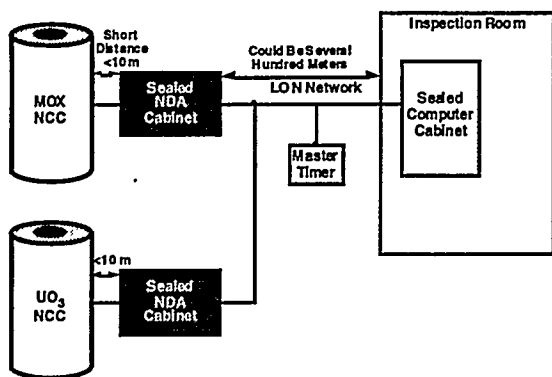 Short
Distance
<10 m
MOX
NCC
Sealed
NDA
Cabinet
Could Be Several
Hundred Meters
LON Network
Master
Timer
Inspection Room
Sealed
Computer
Cabinet
<10 m
UO₃
NCC
Sealed
NDA
Cabinet